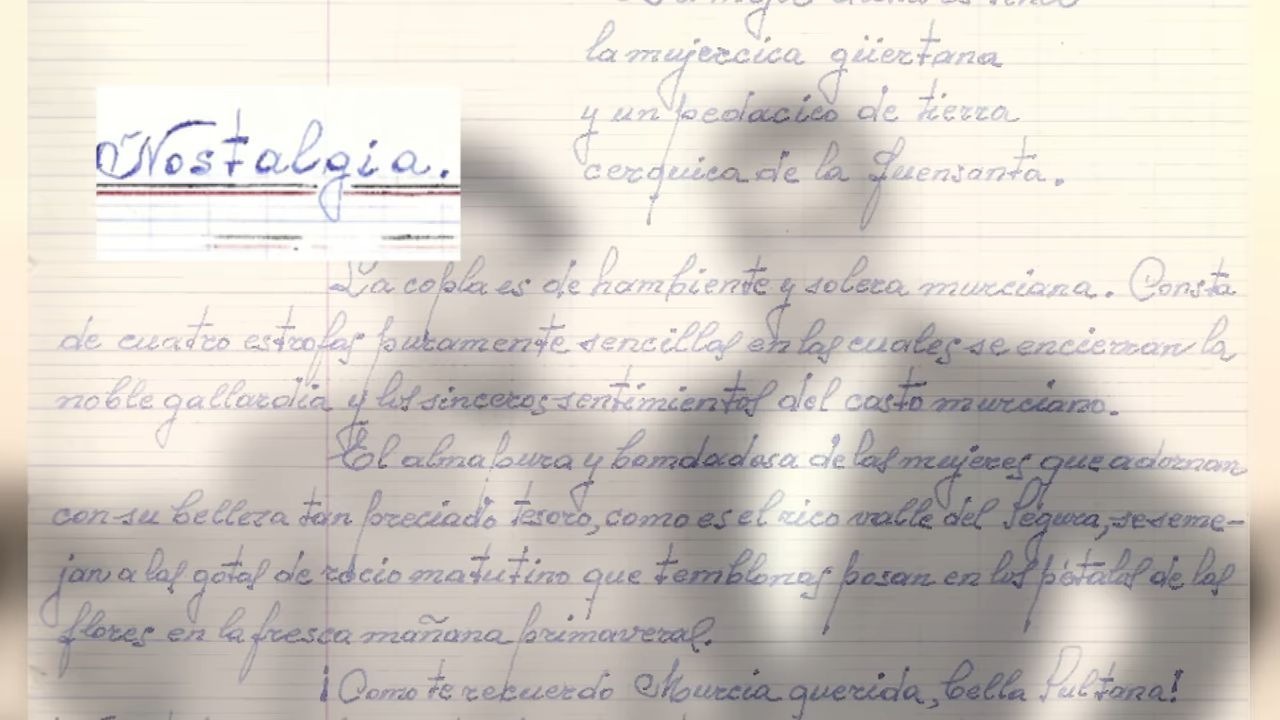 la mujercica güertana
y un pedacico de tierra
cerquica de la Fuensanta.
Nostalgia.
La copla es de hambiente y solera murciana. Consta
de cuatro estrofas puramente sencillas en las cuales se encierran la
noble gallardia y los sinceros sentimientos del casto murciano.
El alma pura y bomdadosa de las mujeres que adornan
con su belleza tan preciado tesoro, como es el rico valle del Segura, se seme-
jan a las gotas de rocio matutino que temblonas posan en los pétalos de las
flores en la fresca mañana primaveral.
¡Como te recuerdo Murcia querida, bella Sultana!